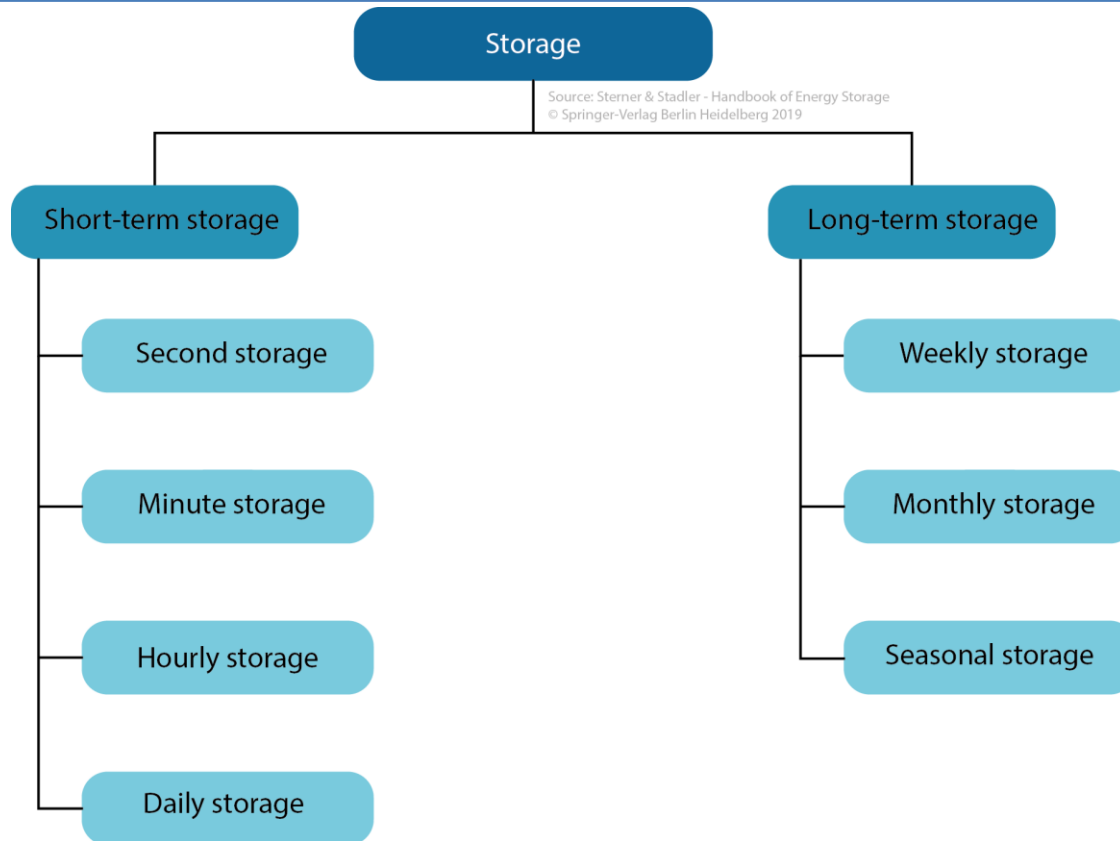 Storage
Source: Sterner & Stadler - Handbook of Energy Storage
© Springer-Verlag Berlin Heidelberg 2019
Short-term storage
Second storage
Minute storage
Hourly storage
Daily storage
Long-term storage
Weekly storage
Monthly storage
Seasonal storage